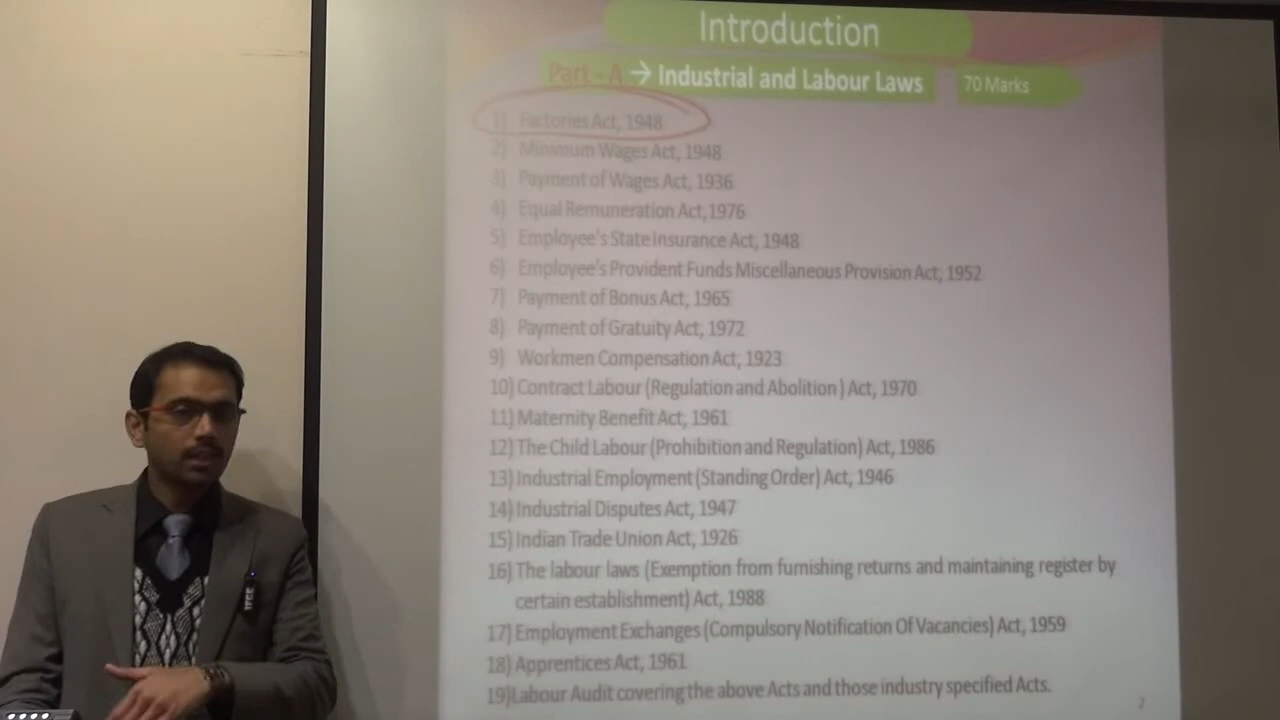 Introduction
Part - A → Industrial and Labour Laws 70 Marks
1) Factories Act, 1948
2) Minimum Wages Act, 1948
3) Payment of Wages Act, 1936
4) Equal Remuneration Act,1976
5) Employee's State Insurance Act, 1948
6) Employee's Provident Funds Miscellaneous Provision Act, 1952
7) Payment of Bonus Act, 1965
8) Payment of Gratuity Act, 1972
9) Workmen Compensation Act, 1923
10) Contract Labour (Regulation and Abolition ) Act, 1970
11) Maternity Benefit Act, 1961
12) The Child Labour (Prohibition and Regulation) Act, 1986
13) Industrial Employment (Standing Order) Act, 1946
14) Industrial Disputes Act, 1947
15) Indian Trade Union Act, 1926
16) The labour laws (Exemption from furnishing returns and maintaining register by
certain establishment) Act, 1988
17) Employment Exchanges (Compulsory Notification Of Vacancies) Act, 1959
18) Apprentices Act, 1961
19)Labour Audit covering the above Acts and those industry specified Acts.
2